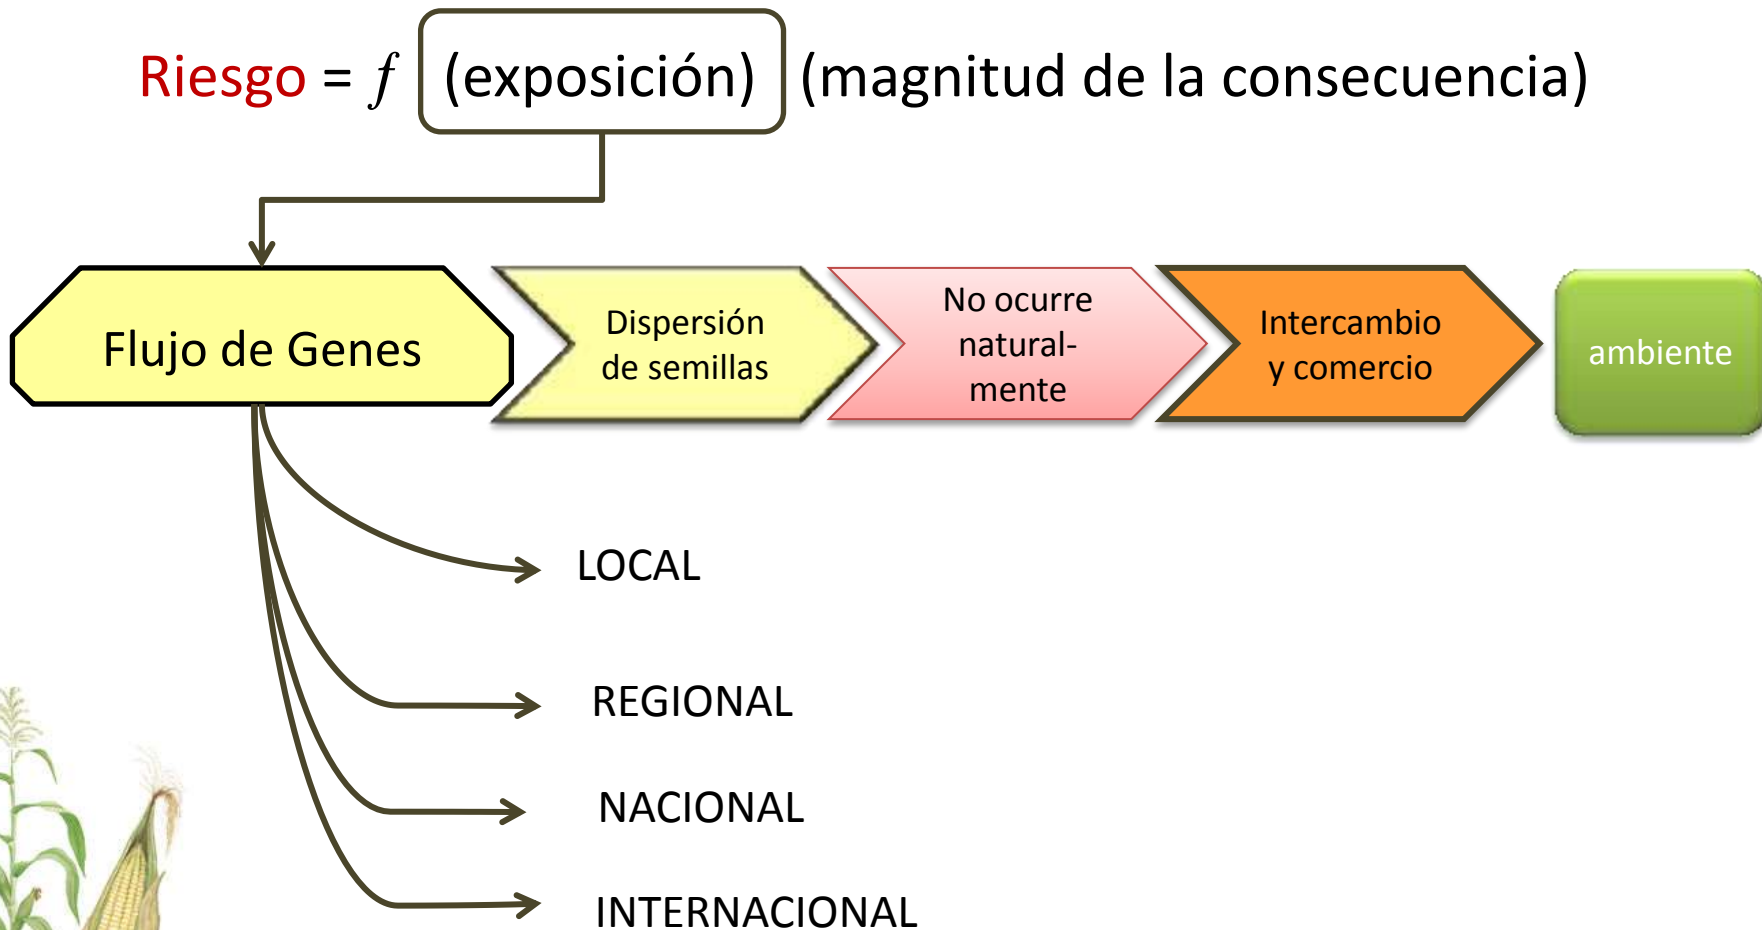 Riesgo = f (exposición) (magnitud de la consecuencia)
Flujo de Genes
Dispersión
de semillas
No ocurre
natural-
mente
Intercambio
y comercio
ambiente
LOCAL
REGIONAL
NACIONAL
INTERNACIONAL